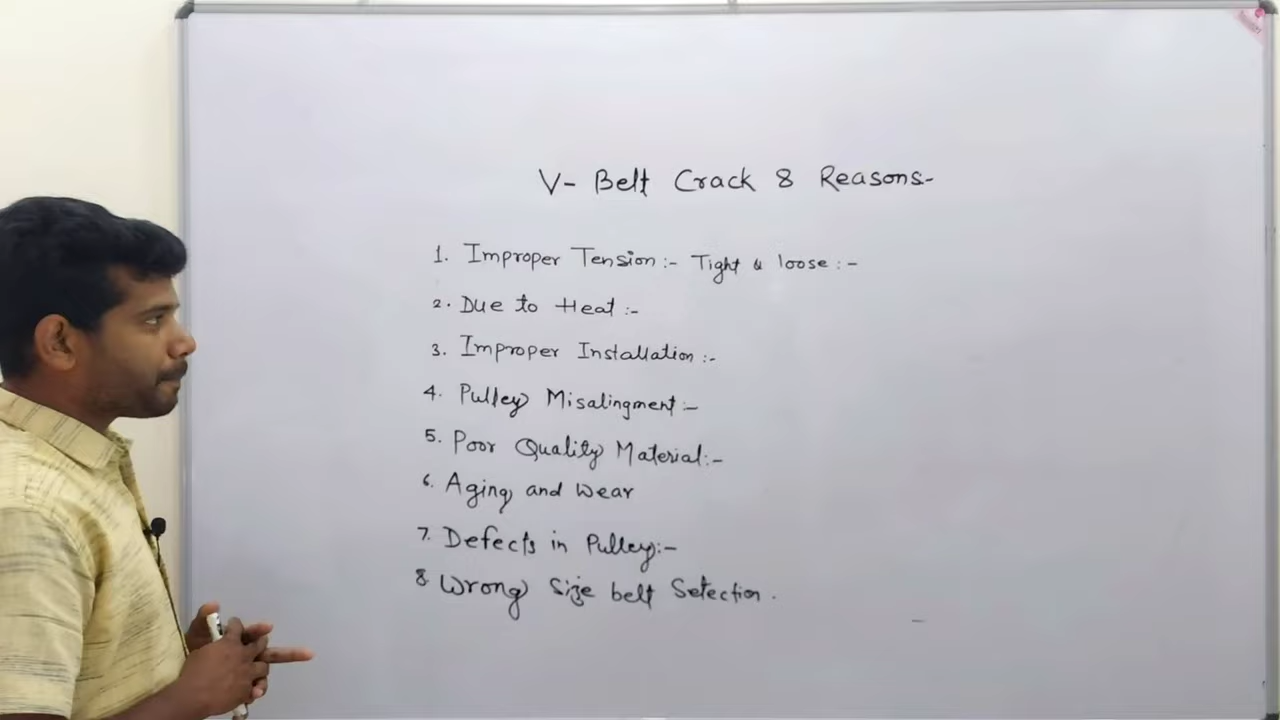 V- Belt Crack 8 Reasons-
1. Improper Tension:- Tight & loose:-
2. Due to Heat:-
3. Improper Installation:-
4. Pulley Misalingment:-
5. Poor Quality Material:-
6. Aging and Wear
7. Defects in Pulley:-
8 Wrong Size belt Selection.